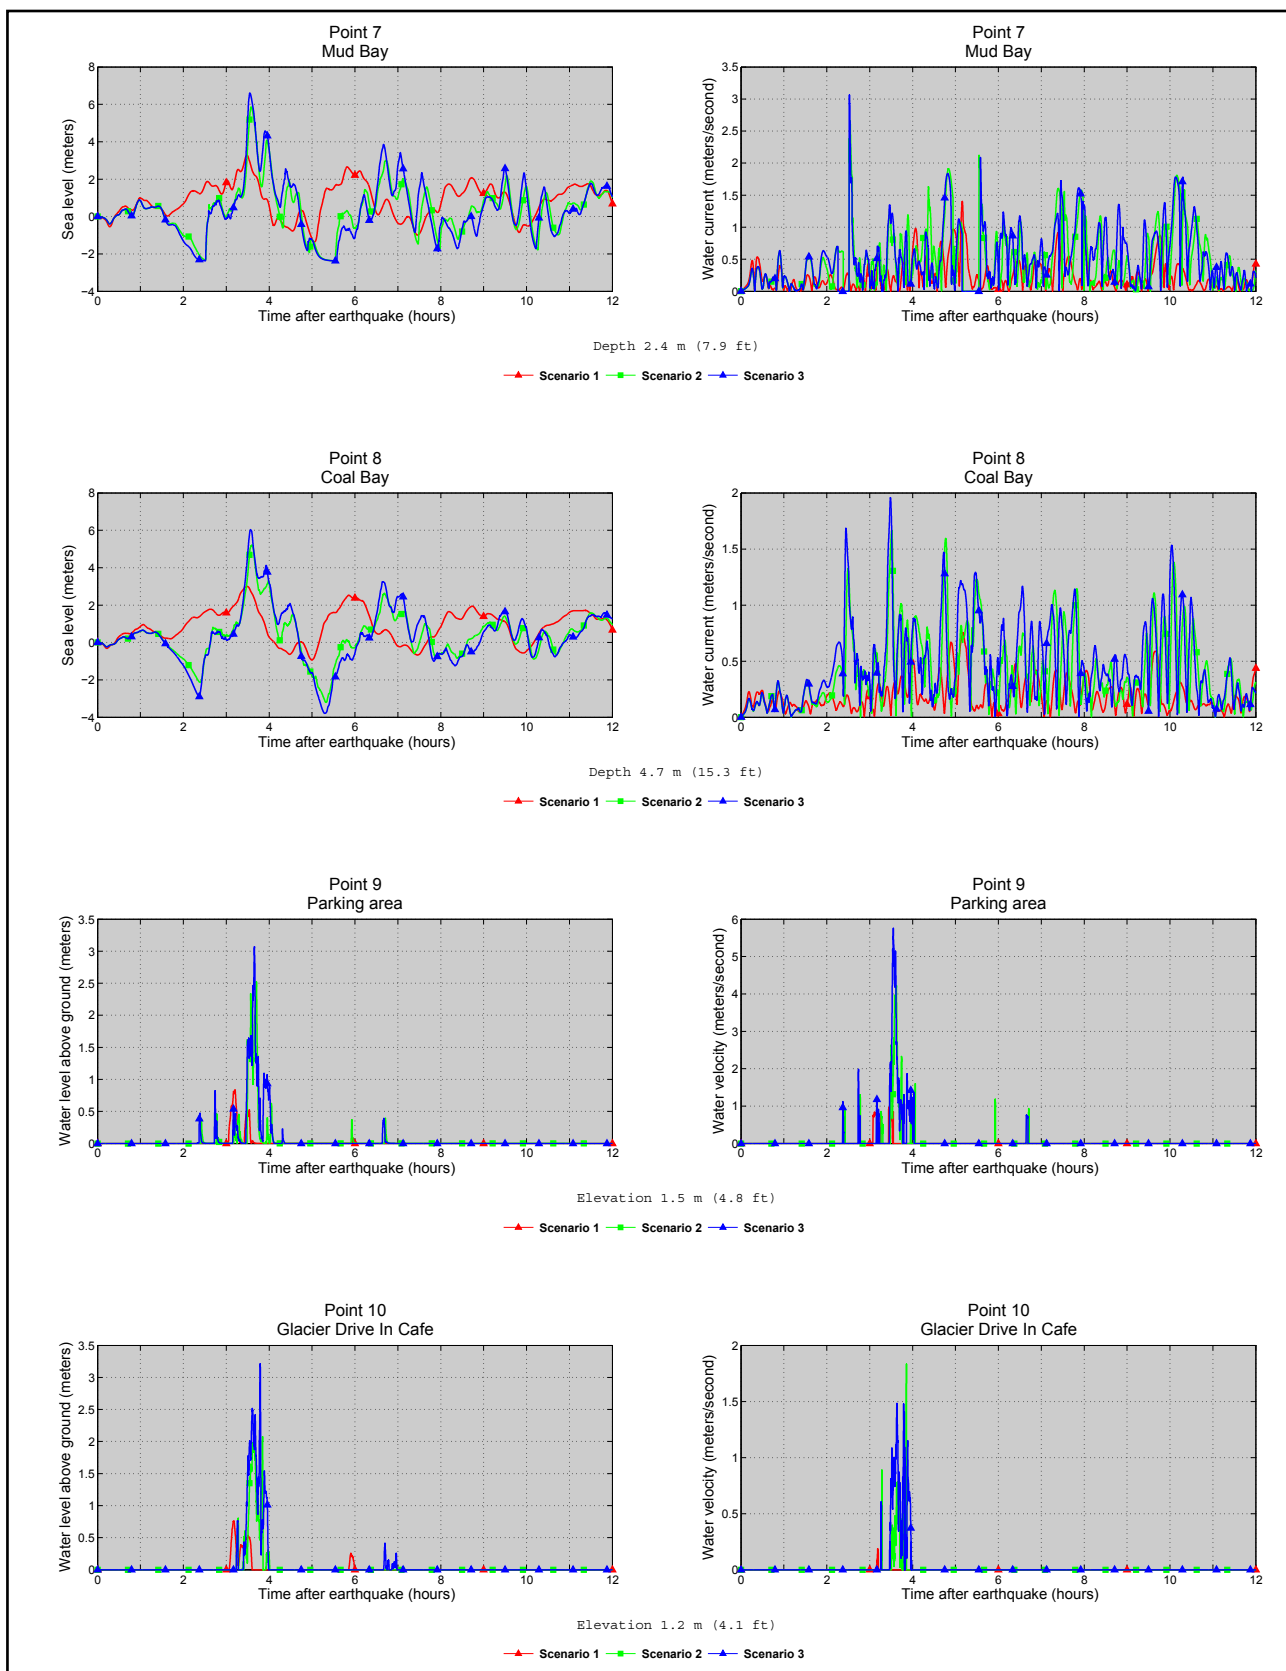 Point 7
Mud Bay
Sea level (meters)
8
6
4
2
0
−2
−4
0 2 4 6 8 10 12
Time after earthquake (hours)
Point 7
Mud Bay
Water current (meters/second)
3.5
3
2.5
2
1.5
1
0.5
0
0 2 4 6 8 10 12
Time after earthquake (hours)
Depth 2.4 m (7.9 ft)
Scenario 1 Scenario 2 Scenario 3
Point 8
Coal Bay
Sea level (meters)
8
6
4
2
0
−2
−4
0 2 4 6 8 10 12
Time after earthquake (hours)
Point 8
Coal Bay
Water current (meters/second)
2
1.5
1
0.5
0
0 2 4 6 8 10 12
Time after earthquake (hours)
Depth 4.7 m (15.3 ft)
Scenario 1 Scenario 2 Scenario 3
Point 9
Parking area
Water level above ground (meters)
3.5
3
2.5
2
1.5
1
0.5
0
0 2 4 6 8 10 12
Time after earthquake (hours)
Point 9
Parking area
Water velocity (meters/second)
6
5
4
3
2
1
0
0 2 4 6 8 10 12
Time after earthquake (hours)
Elevation 1.5 m (4.8 ft)
Scenario 1 Scenario 2 Scenario 3
Point 10
Glacier Drive In Cafe
Water level above ground (meters)
3.5
3
2.5
2
1.5
1
0.5
0
0 2 4 6 8 10 12
Time after earthquake (hours)
Point 10
Glacier Drive In Cafe
Water velocity (meters/second)
2
1.5
1
0.5
0
0 2 4 6 8 10 12
Time after earthquake (hours)
Elevation 1.2 m (4.1 ft)
Scenario 1 Scenario 2 Scenario 3